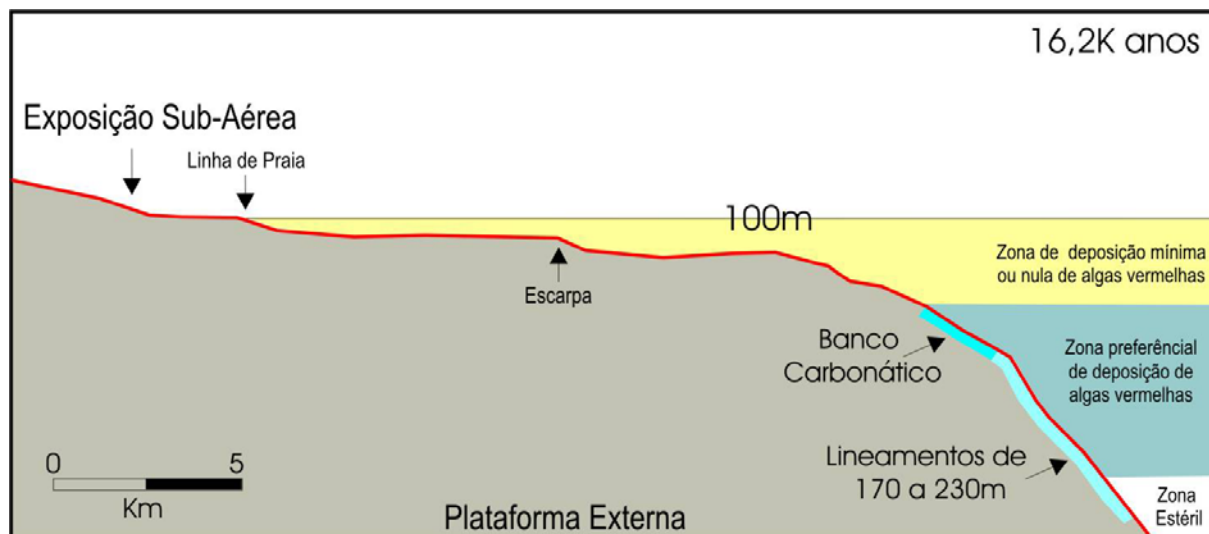 16,2K anos
Exposição Sub-Aérea
Linha de Praia
100m
Zona de deposição mínima
ou nula de algas vermelhas
Escarpa
Banco
Carbonático
Zona preferêncial
de deposição de
algas vermelhas
Lineamentos de
170 a 230m
0 5
Km
Plataforma Externa
Zona
Estéril